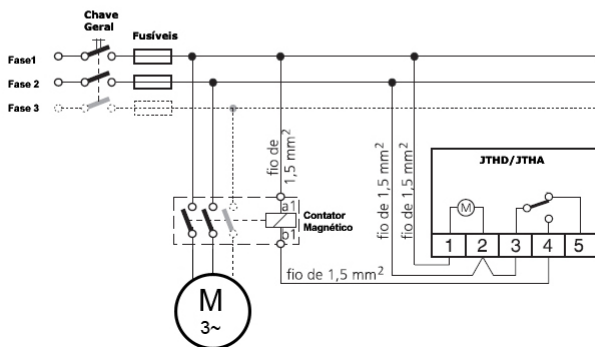 Chave
Geral
Fusíveis
Fase1
Fase 2
Fase 3
fio de
1,5 mm2
fio de 1,5 mm2
fio de 1,5 mm2
JTHD/JTHA
M
a1
b1
Contator
Magnético
1 2 3 4 5
fio de 1,5 mm2
M
3~